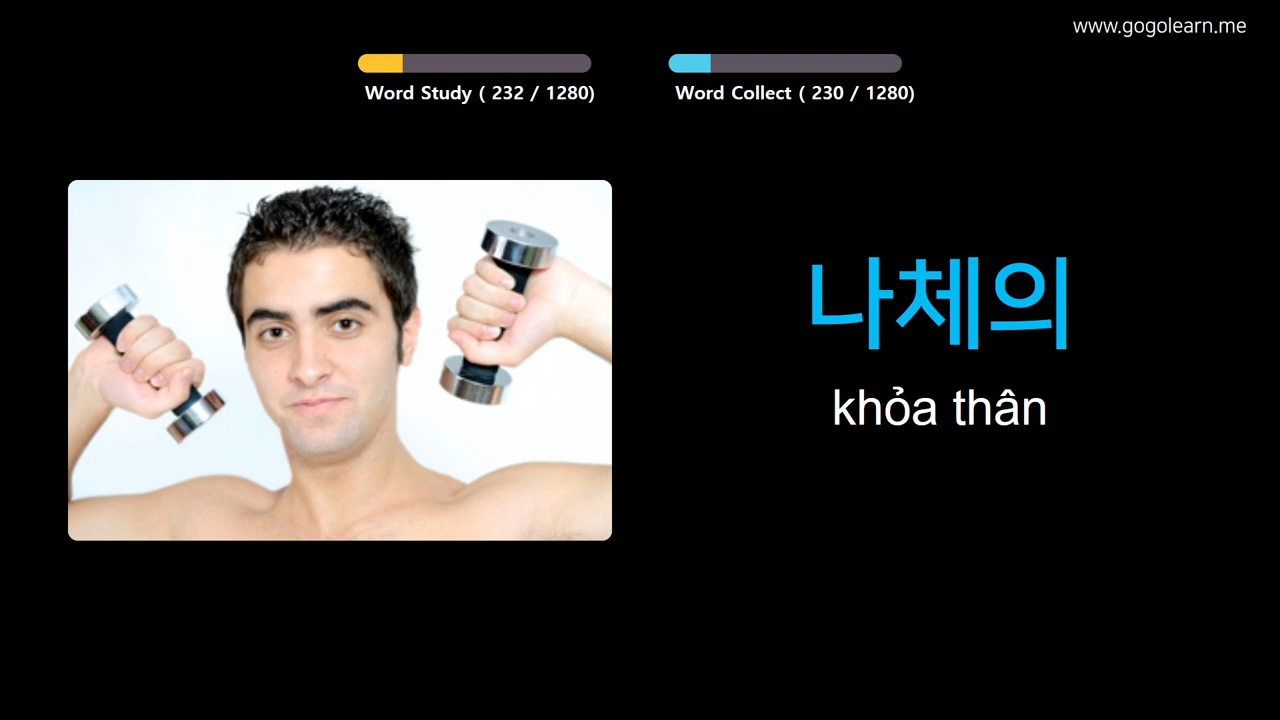 www.gogolearn.me
Word Study ( 232 / 1280)
Word Collect ( 230 / 1280)
나체의
khỏa thân